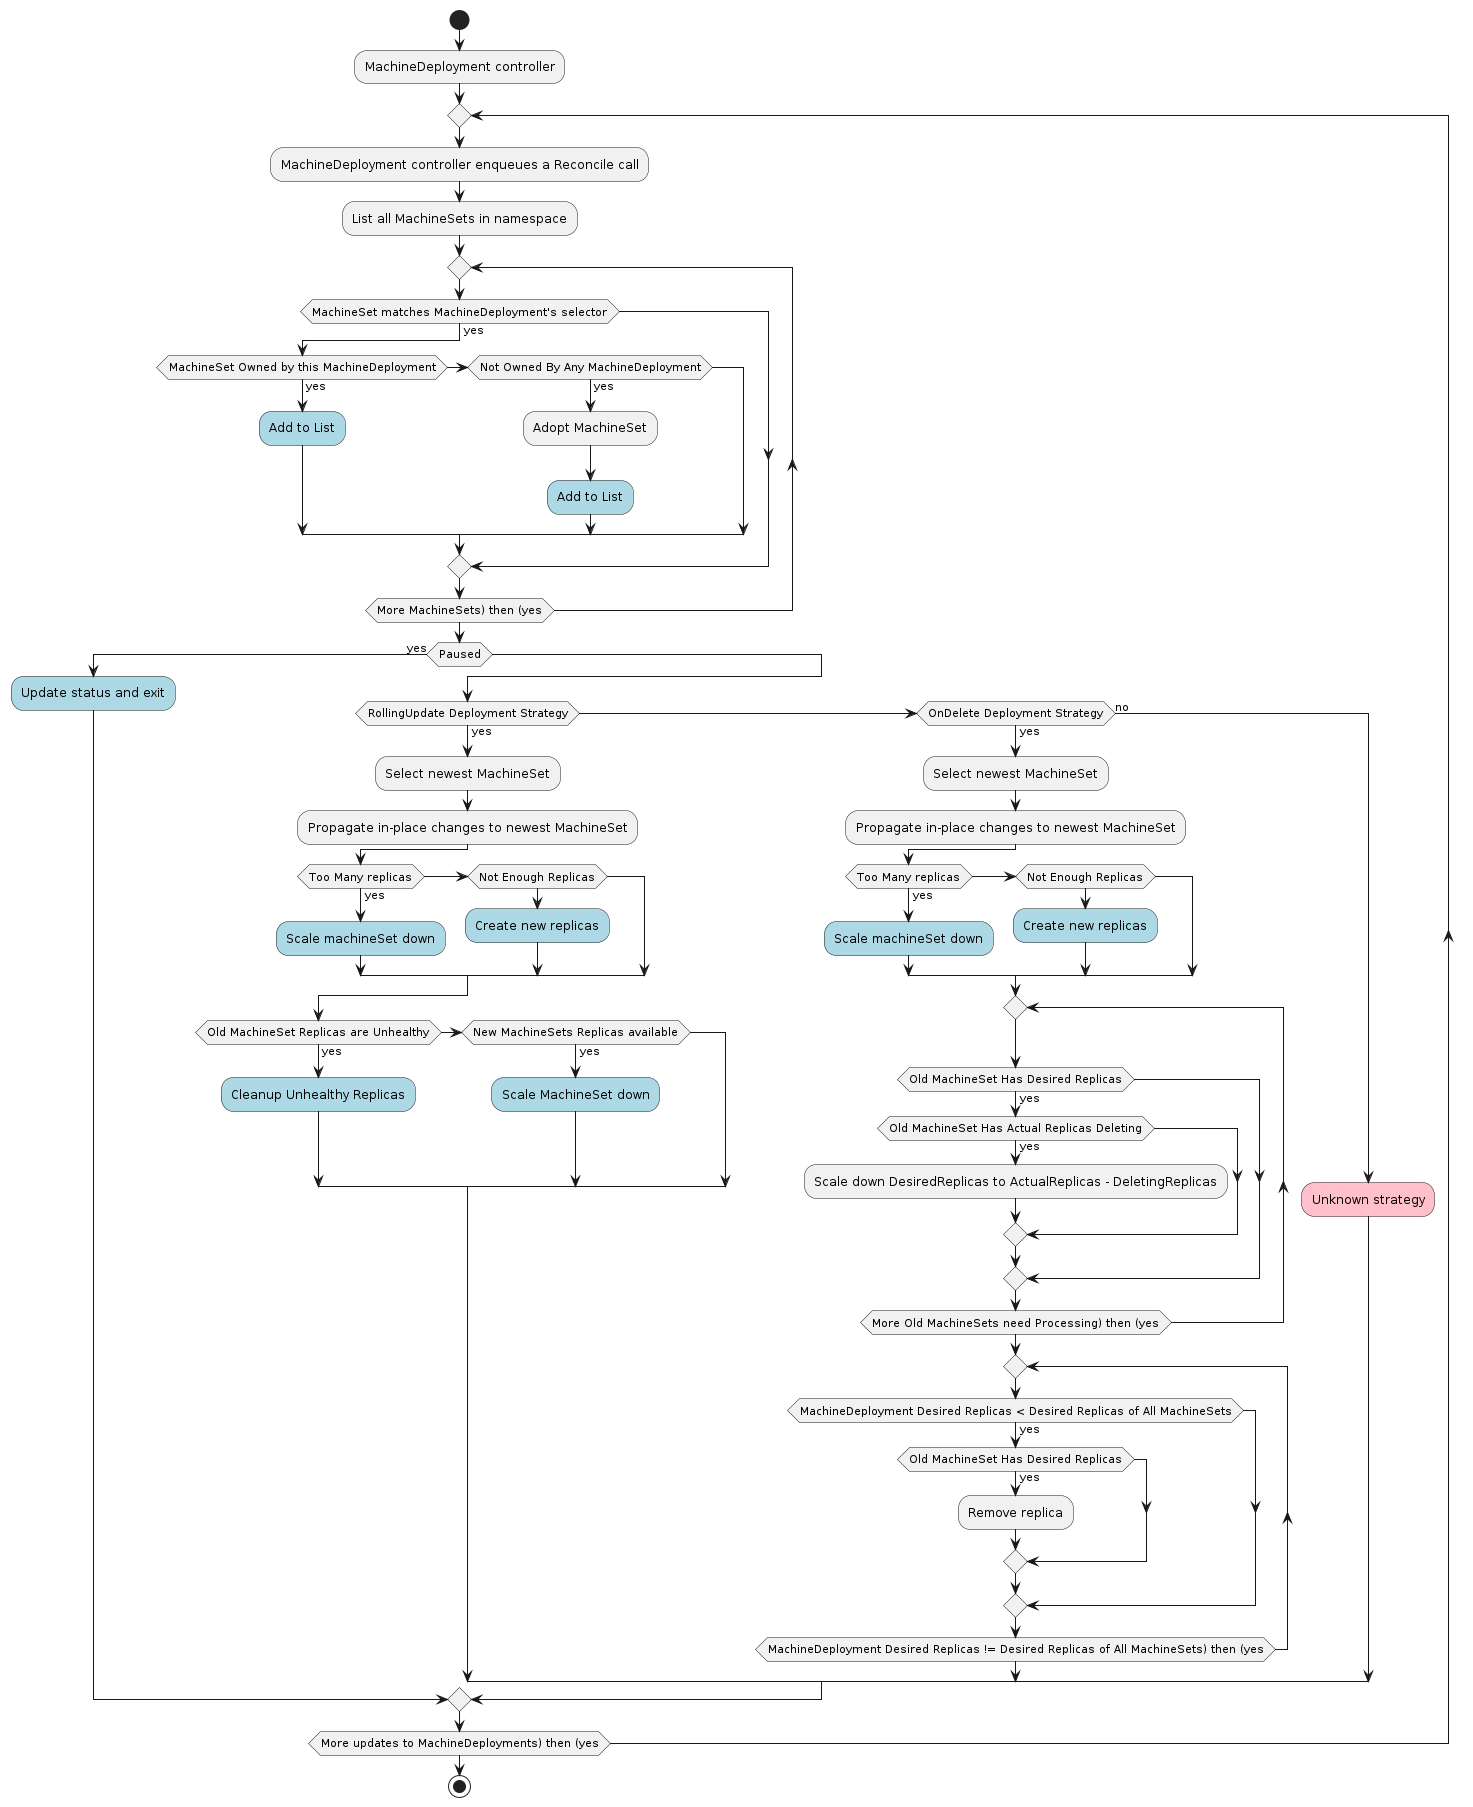 MachineDeployment controller
MachineDeployment controller enqueues a Reconcile call
List all MachineSets in namespace
MachineSet matches MachineDeployment's selector
yes
MachineSet Owned by this MachineDeployment
Not Owned By Any MachineDeployment
yes
yes
Add to List
Adopt MachineSet
Add to List
More MachineSets) then (yes
yes
Paused
Update status and exit
RollingUpdate Deployment Strategy
OnDelete Deployment Strategy
no
yes
yes
Select newest MachineSet
Select newest MachineSet
Propagate in-place changes to newest MachineSet
Propagate in-place changes to newest MachineSet
Too Many replicas
Not Enough Replicas
Too Many replicas
Not Enough Replicas
yes
yes
Scale machineSet down
Create new replicas
Scale machineSet down
Create new replicas
Old MachineSet Replicas are Unhealthy
New MachineSets Replicas available
yes
yes
Cleanup Unhealthy Replicas
Scale MachineSet down
Old MachineSet Has Desired Replicas
yes
Old MachineSet Has Actual Replicas Deleting
yes
Scale down DesiredReplicas to ActualReplicas - DeletingReplicas
Unknown strategy
More Old MachineSets need Processing) then (yes
MachineDeployment Desired Replicas < Desired Replicas of All MachineSets
yes
Old MachineSet Has Desired Replicas
yes
Remove replica
MachineDeployment Desired Replicas != Desired Replicas of All MachineSets) then (yes
More updates to MachineDeployments) then (yes